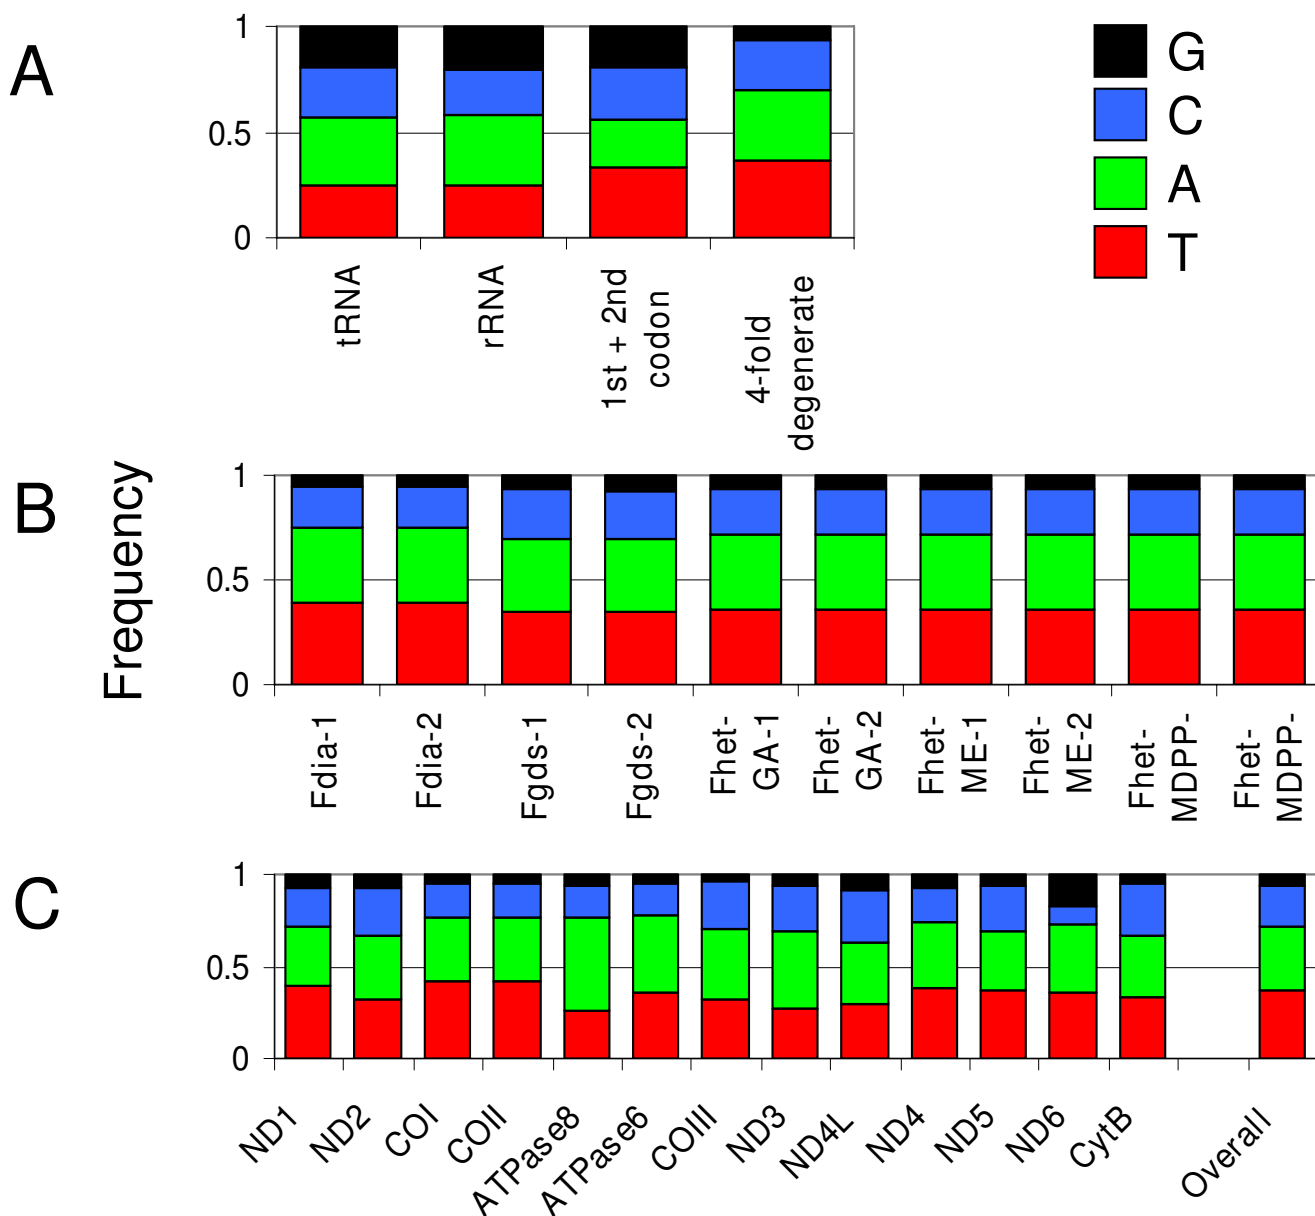 A
1
0.5
0
tRNA
rRNA
1st + 2nd
codon
4-fold
degenerate
G
C
A
T
Frequency
B
1
0.5
0
Fdia-1
Fdia-2
Fgds-1
Fgds-2
Fhet-
GA-1
Fhet-
GA-2
Fhet-
ME-1
Fhet-
ME-2
Fhet-
MDPP-
Fhet-
MDPP-
C
1
0.5
0
ND1
ND2
COI
COII
ATPase8
ATPase6
COIII
ND3
ND4L
ND4
ND5
ND6
CytB
Overall